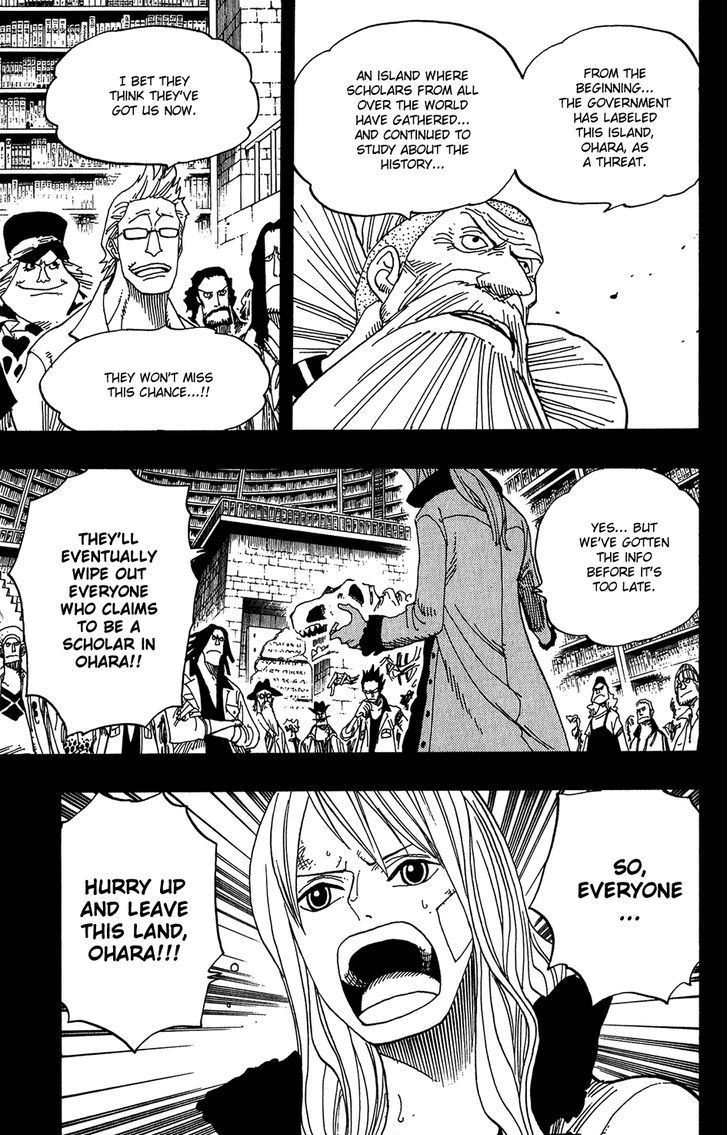 FROM THE
BEGINNING...
THE GOVERNMENT
HAS LABELED
THIS ISLAND,
OHARA, AS
A THREAT.
AN ISLAND WHERE
SCHOLARS FROM ALL
OVER THE WORLD
HAVE GATHERED...
AND CONTINUED TO
STUDY ABOUT THE
HISTORY...
I BET THEY
THINK THEY'VE
GOT US NOW.
THEY WON'T MISS
THIS CHANCE...!!
YES... BUT
WE'VE GOTTEN
THE INFO
BEFORE IT'S
TOO LATE.
THEY'LL
EVENTUALLY
WIPE OUT
EVERYONE
WHO CLAIMS
TO BE A
SCHOLAR IN
OHARA!!
SO,
EVERYONE
...
HURRY UP
AND LEAVE
THIS LAND,
OHARA!!!